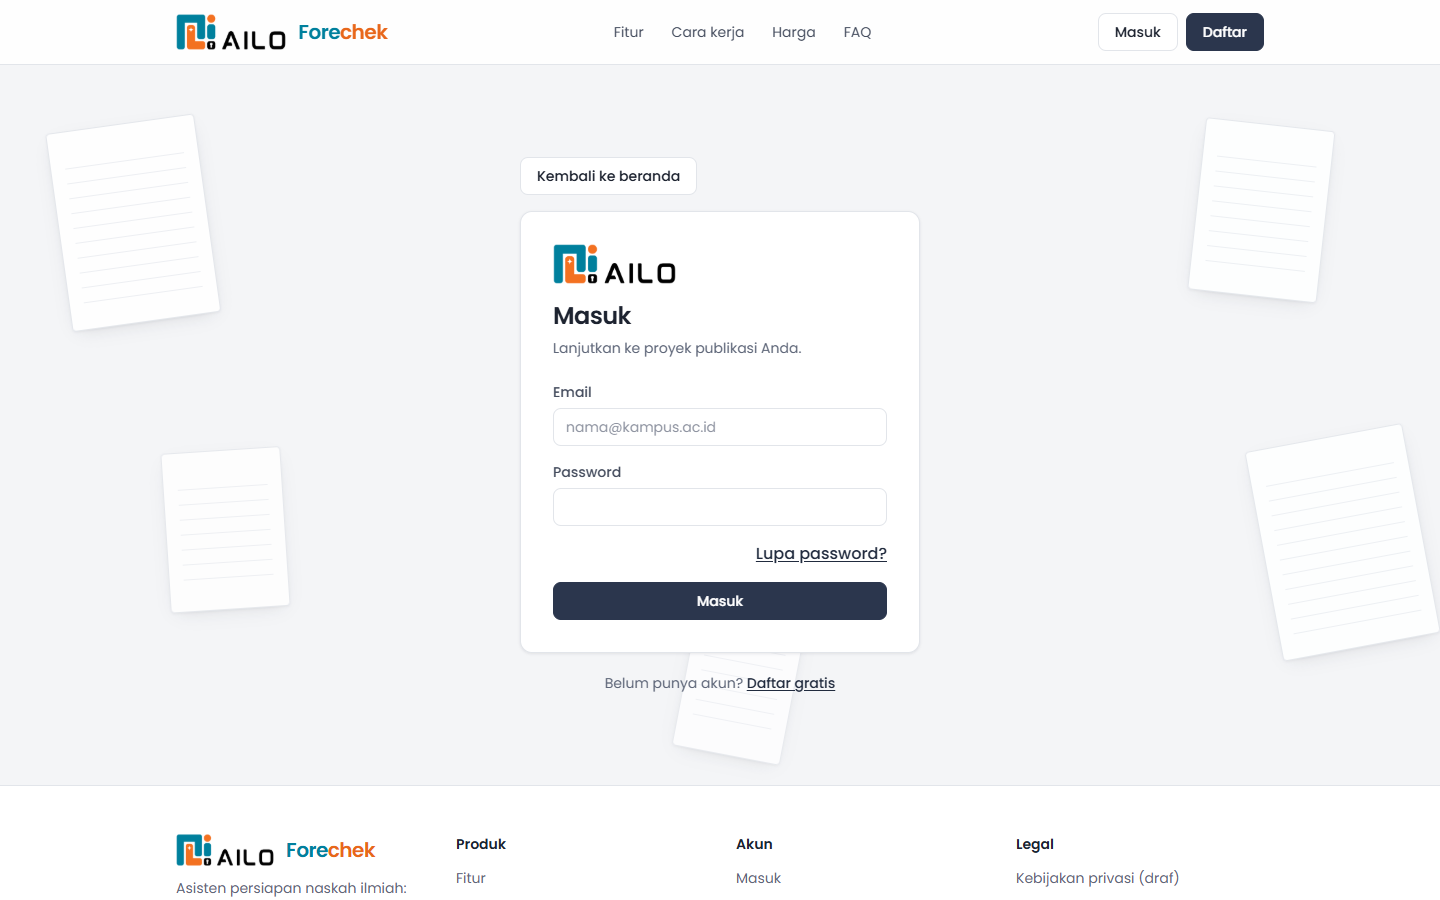 AILO Forechek
Fitur Cara kerja Harga FAQ
Masuk Daftar
Kembali ke beranda
AILO
Masuk
Lanjutkan ke proyek publikasi Anda.
Email
nama@kampus.ac.id
Password
Lupa password?
Masuk
Belum punya akun? Daftar gratis
AILO Forechek
Asisten persiapan naskah ilmiah:
Produk
Fitur
Akun
Masuk
Legal
Kebijakan privasi (draf)